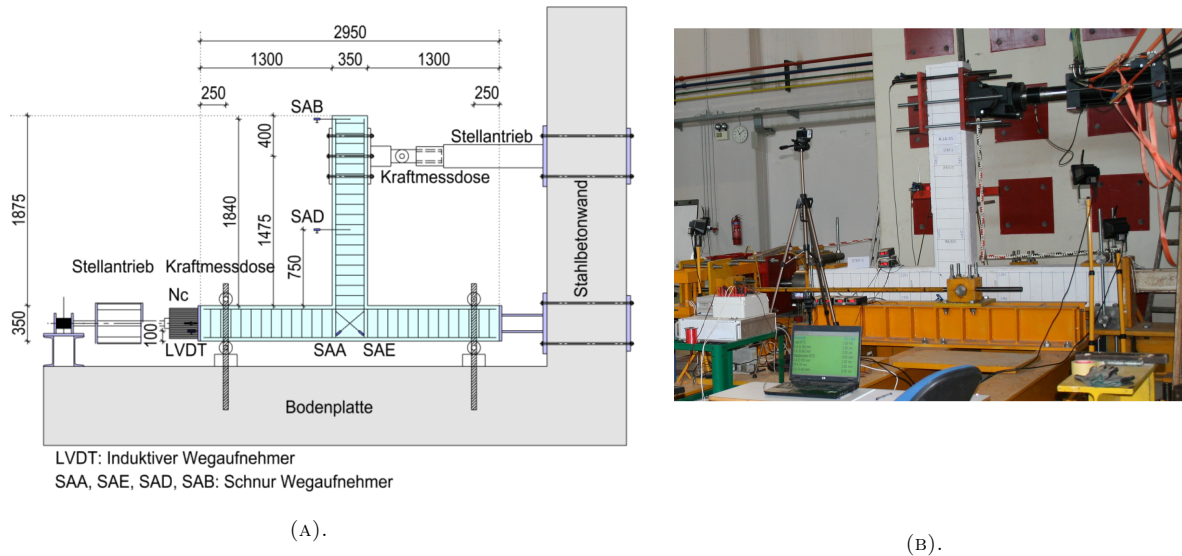 2950
1300 350 1300
250 250
SAB
400
Stellantrieb
Kraftmessdose
1875
1840
1475
SAD
750
Stahlbetonwand
Stellantrieb Kraftmessdose
Nc
350
100
LVDT SAA SAE
Bodenplatte
LVDT: Induktiver Wegaufnehmer
SAA, SAE, SAD, SAB: Schnur Wegaufnehmer
(A).
(B).